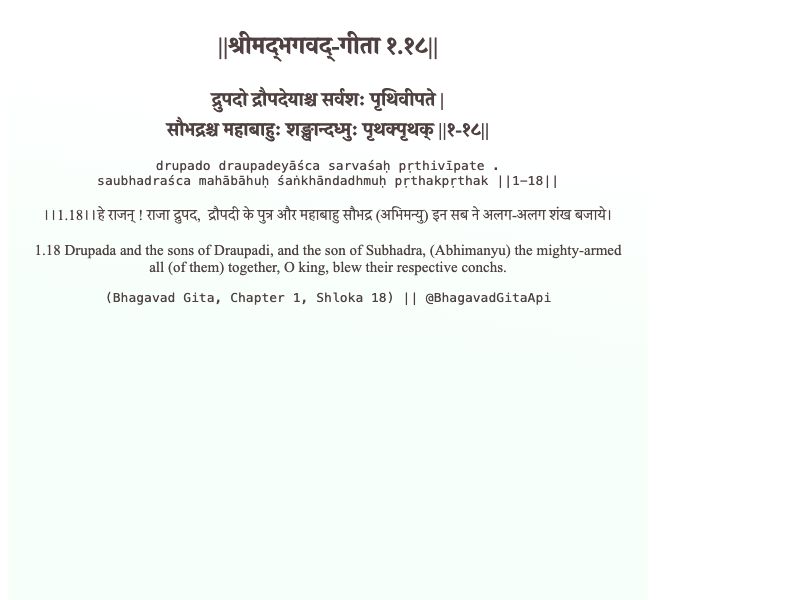 ||श्रीमद्‍भगवद्‍-गीता १.१८||
द्रुपदो द्रौपदेयाश्च सर्वशः पृथिवीपते |
सौभद्रश्च महाबाहुः शङ्खान्दध्मुः पृथक्पृथक् ||१-१८||
drupado draupadeyāśca sarvaśaḥ pṛthivīpate .
saubhadraśca mahābāhuḥ śaṅkhāndadhmuḥ pṛthakpṛthak ||1-18||
।।1.18।।हे राजन् ! राजा द्रुपद, द्रौपदी के पुत्र और महाबाहु सौभद्र (अभिमन्यु) इन सब ने अलग-अलग शंख बजाये।
1.18 Drupada and the sons of Draupadi, and the son of Subhadra, (Abhimanyu) the mighty-armed
all (of them) together, O king, blew their respective conchs.
(Bhagavad Gita, Chapter 1, Shloka 18) || @BhagavadGitaApi